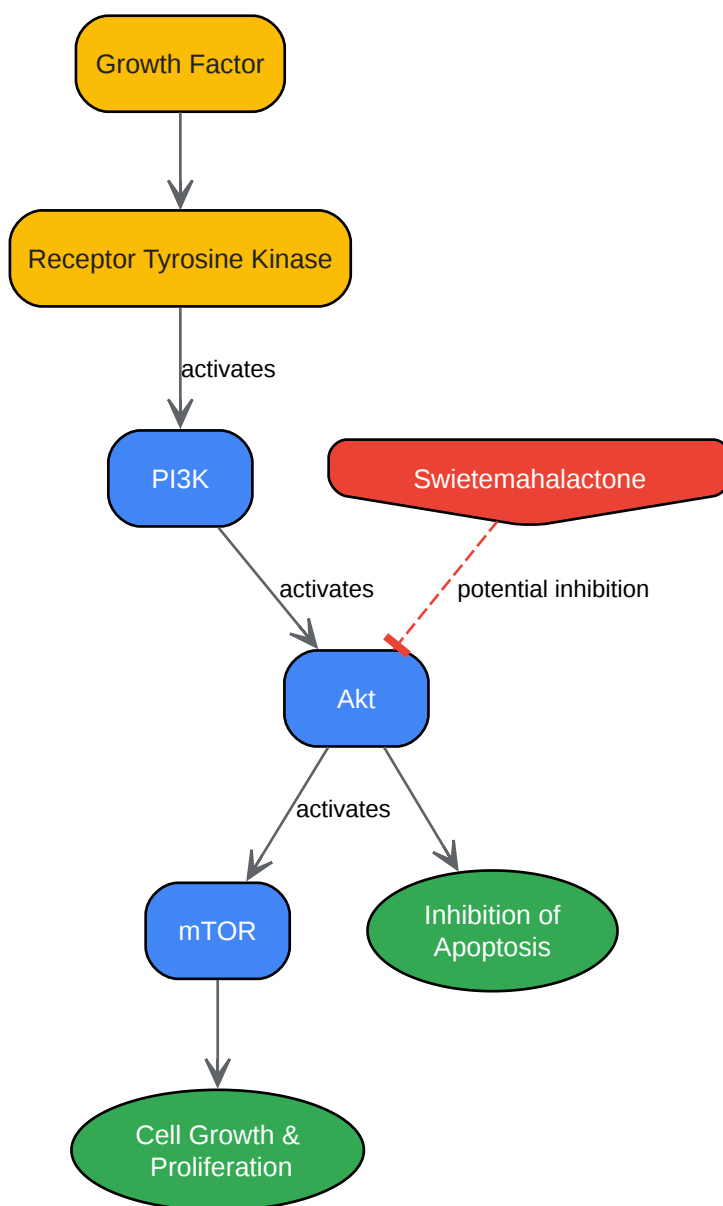 Growth Factor
Receptor Tyrosine Kinase
activates
PI3K
Swietemahalactone
activates
potential inhibition
Akt
activates
mTOR
Inhibition of
Apoptosis
Cell Growth &
Proliferation